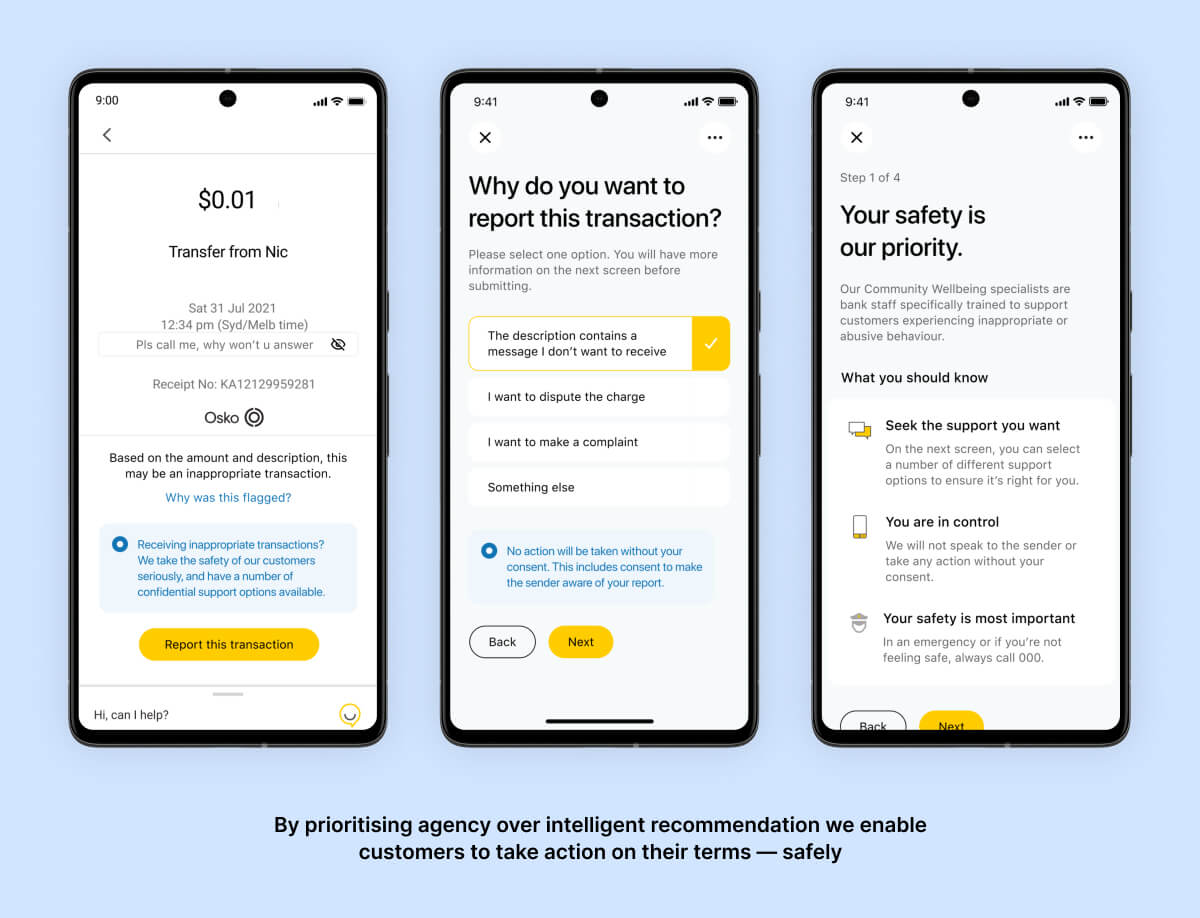 9:00
$0.01
Transfer from Nic
Sat 31 Jul 2021
12:34 pm (Syd/Melb time)
Pls call me, why won't u answer
Receipt No: KA12129959281
Osko
Based on the amount and description, this
may be an inappropriate transaction.
Why was this flagged?
Receiving inappropriate transactions?
We take the safety of our customers
seriously, and have a number of
confidential support options available.
Report this transaction
Hi, can I help?
9:41
Why do you want to
report this transaction?
Please select one option. You will have more
information on the next screen before
submitting.
The description contains a
message I don't want to receive
I want to dispute the charge
I want to make a complaint
Something else
No action will be taken without your
consent. This includes consent to make
the sender aware of your report.
Back
Next
9:41
Step 1 of 4
Your safety is
our priority.
Our Community Wellbeing specialists are
bank staff specifically trained to support
customers experiencing inappropriate or
abusive behaviour.
What you should know
Seek the support you want
On the next screen, you can select
a number of different support
options to ensure it's right for you.
You are in control
We will not speak to the sender or
take any action without your
consent.
Your safety is most important
In an emergency or if you're not
feeling safe, always call 000.
Back
Next
By prioritising agency over intelligent recommendation we enable
customers to take action on their terms — safely